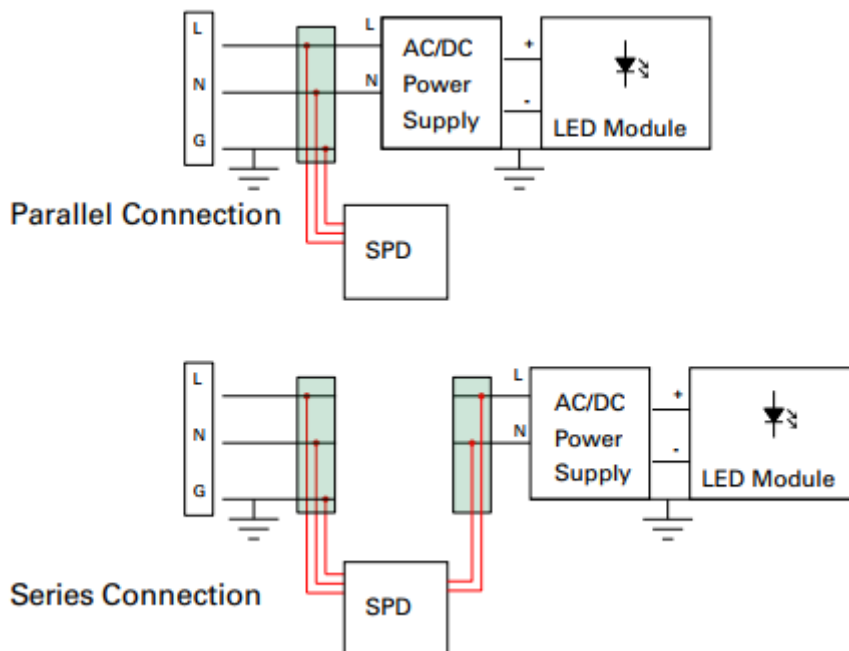 L
N
G
L
N
AC/DC
Power
Supply
+
-
LED Module
Parallel Connection
SPD
L
N
G
L
N
AC/DC
Power
Supply
+
-
LED Module
Series Connection
SPD